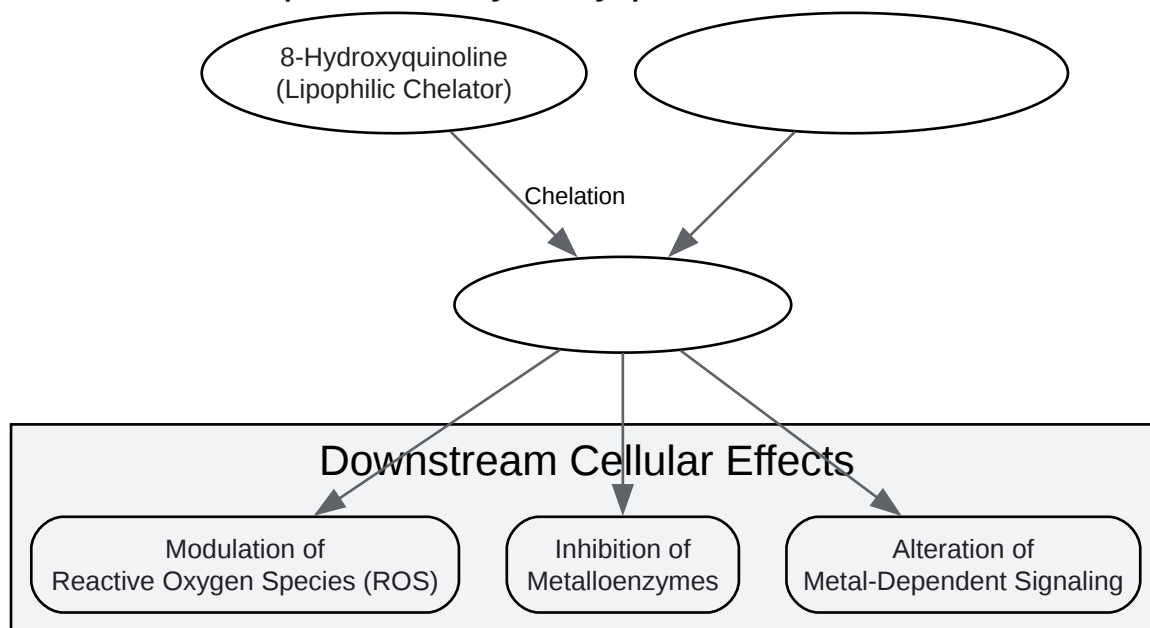 8-Hydroxyquinoline
(Lipophilic Chelator)
Chelation
Downstream Cellular Effects
Modulation of
Reactive Oxygen Species (ROS)
Inhibition of
Metalloenzymes
Alteration of
Metal-Dependent Signaling